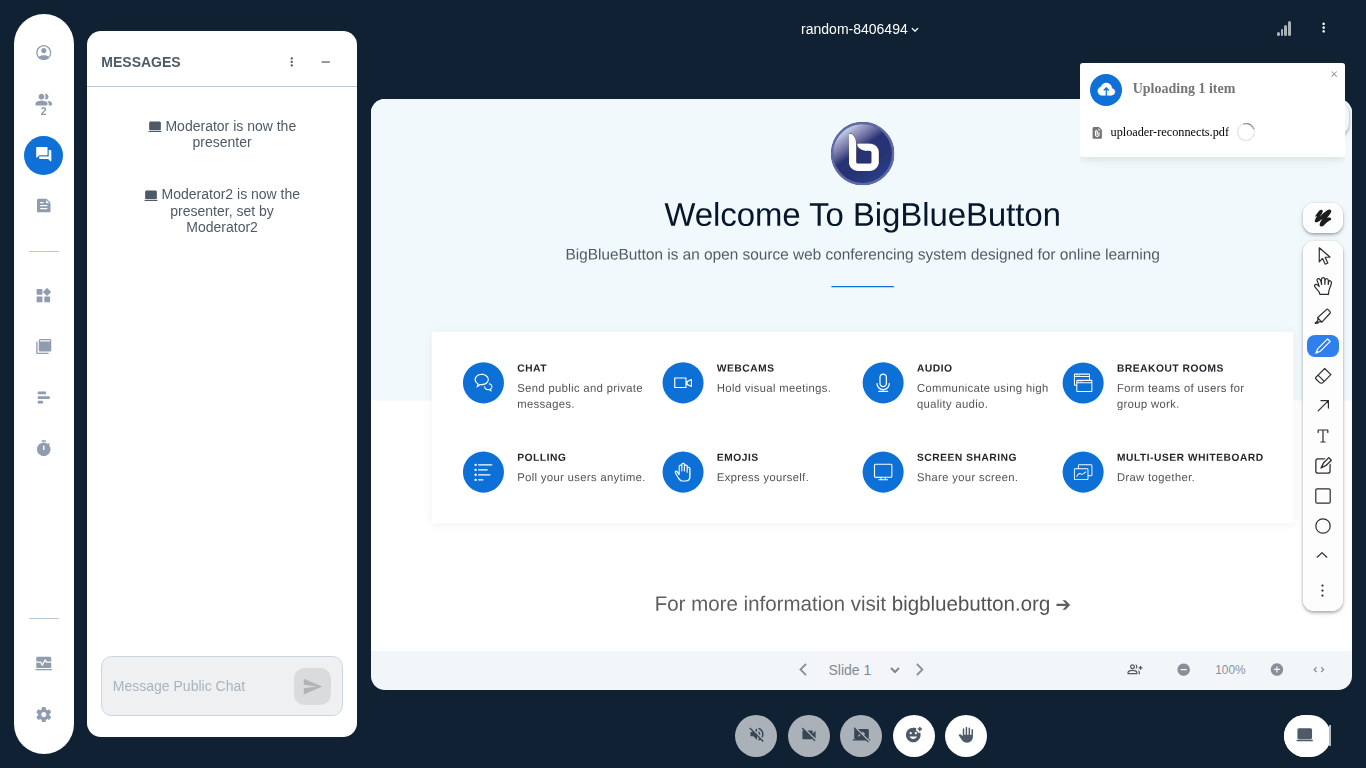 random-8406494
2
MESSAGES
Moderator is now the
presenter
Moderator2 is now the
presenter, set by
Moderator2
Message Public Chat
Uploading 1 item
uploader-reconnects.pdf
Welcome To BigBlueButton
BigBlueButton is an open source web conferencing system designed for online learning
CHAT
Send public and private
messages.
WEBCAMS
Hold visual meetings.
AUDIO
Communicate using high
quality audio.
BREAKOUT ROOMS
Form teams of users for
group work.
POLLING
Poll your users anytime.
EMOJIS
Express yourself.
SCREEN SHARING
Share your screen.
MULTI-USER WHITEBOARD
Draw together.
For more information visit bigbluebutton.org ➔
Slide 1
100%